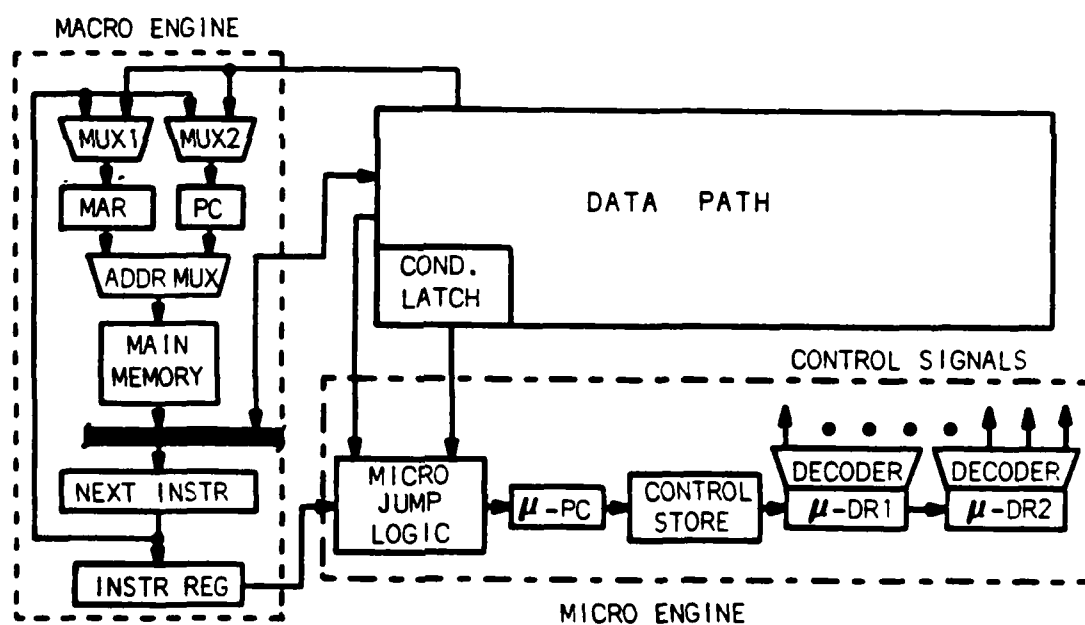 MACRO ENGINE
MUX1
MUX2
MAR
PC
ADDR MUX
MAIN
MEMORY
NEXT INSTR
INSTR REG
DATA PATH
COND.
LATCH
CONTROL SIGNALS
MICRO
JUMP
LOGIC
μ-PC
CONTROL
STORE
DECODER
μ-DR1
DECODER
μ-DR2
MICRO ENGINE